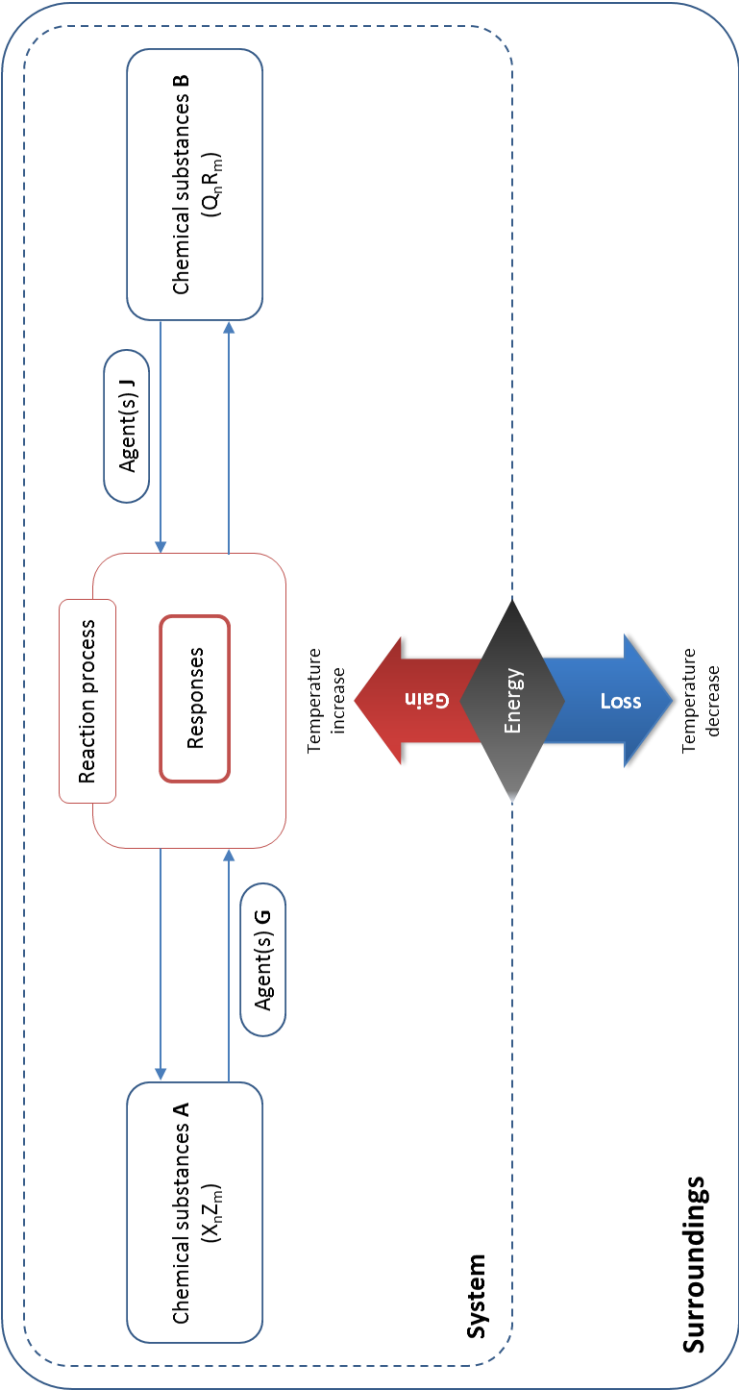 Reaction process
Agent(s) J
Chemical substances A
(XnZm)
Responses
Chemical substances B
(QnRm)
Agent(s) G
Temperature
increase
Gain
Energy
System
Loss
Temperature
decrease
Surroundings